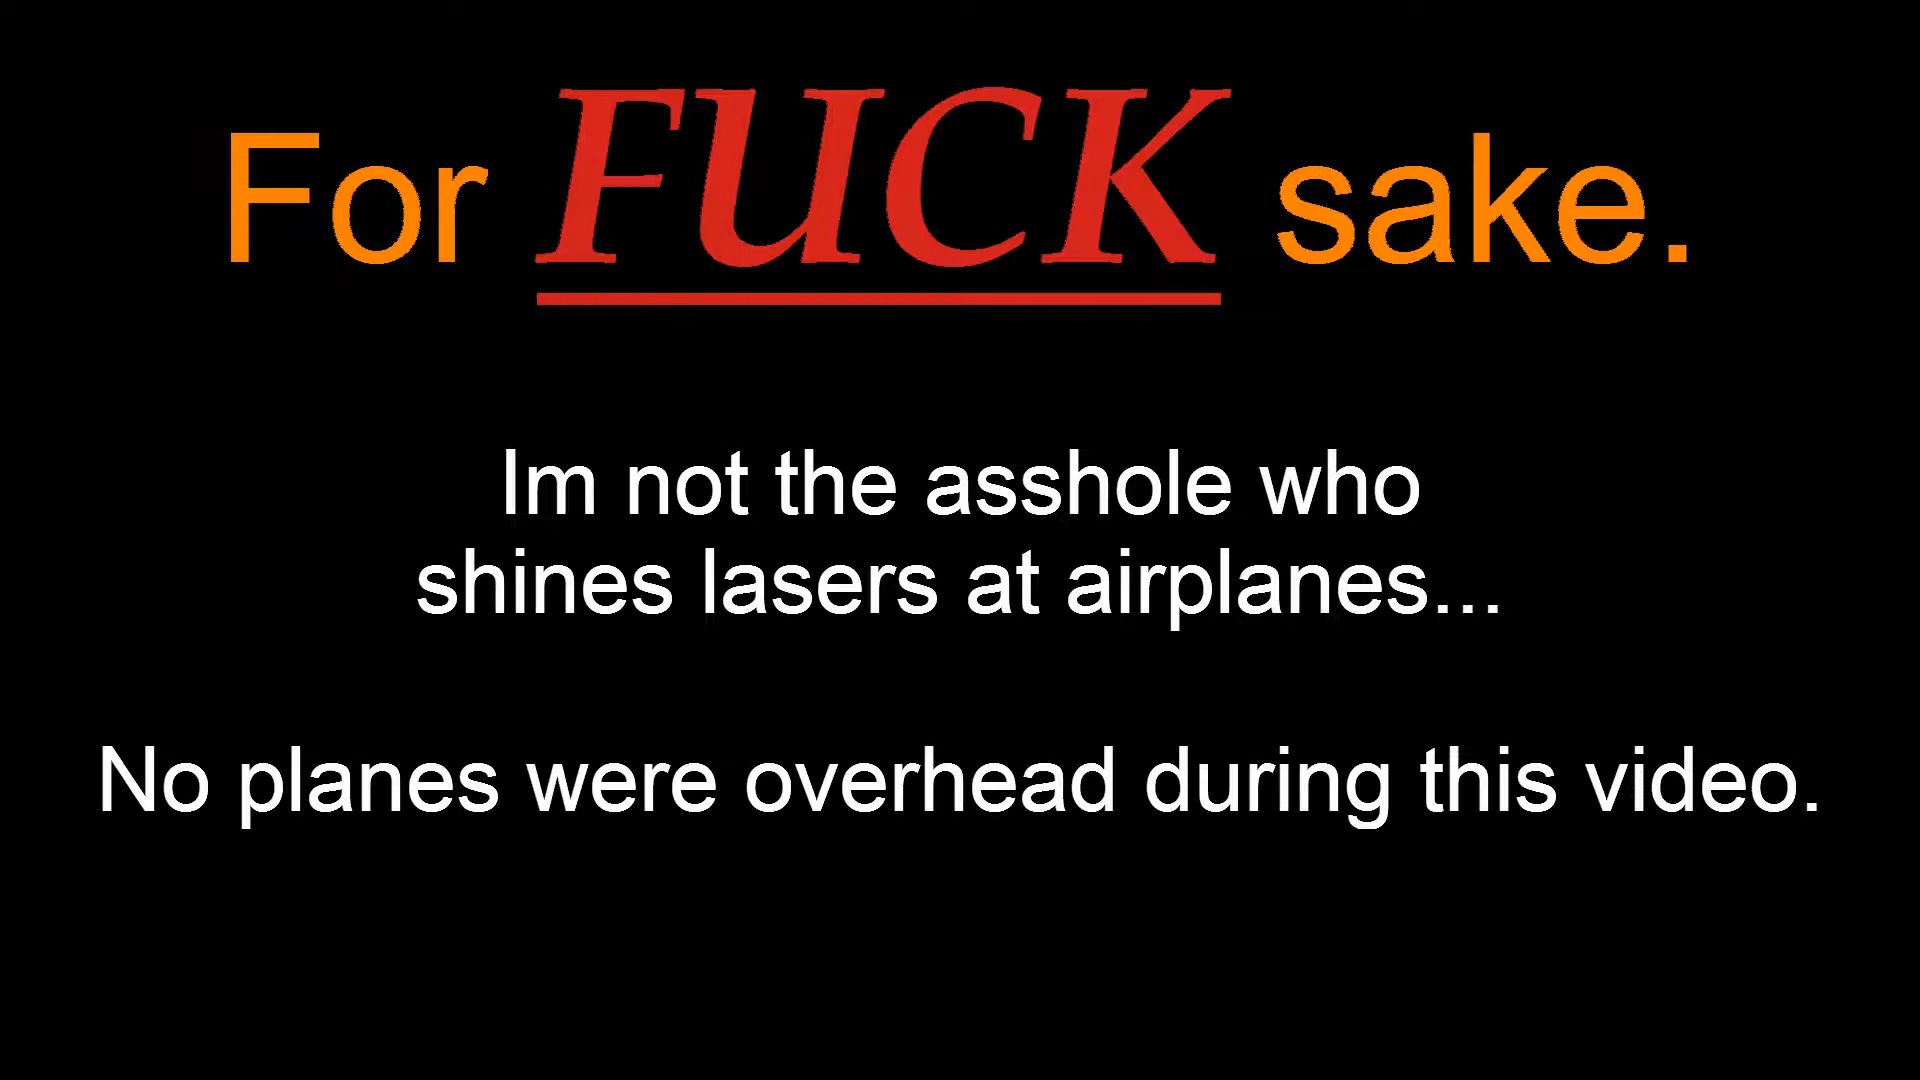 For FUCK sake.
Im not the asshole who
shines lasers at airplanes...
No planes were overhead during this video.